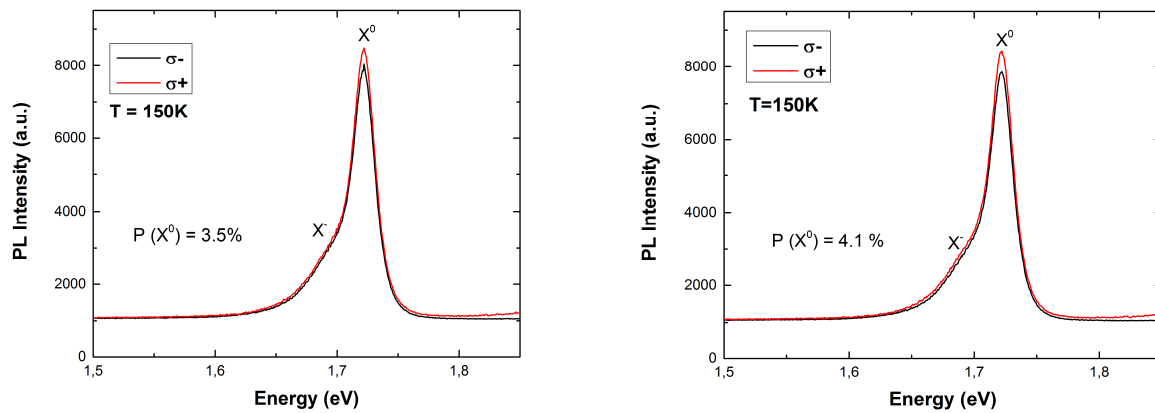 X⁰
σ-
σ+
T = 150K
8000
6000
4000
2000
0
PL Intensity (a.u.)
X⁻
P (X⁰) = 3.5%
1,5
1,6
1,7
1,8
Energy (eV)
X⁰
σ-
σ+
T=150K
8000
6000
4000
2000
0
PL Intensity (a.u.)
X⁻
P (X⁰) = 4.1 %
1,5
1,6
1,7
1,8
Energy (eV)